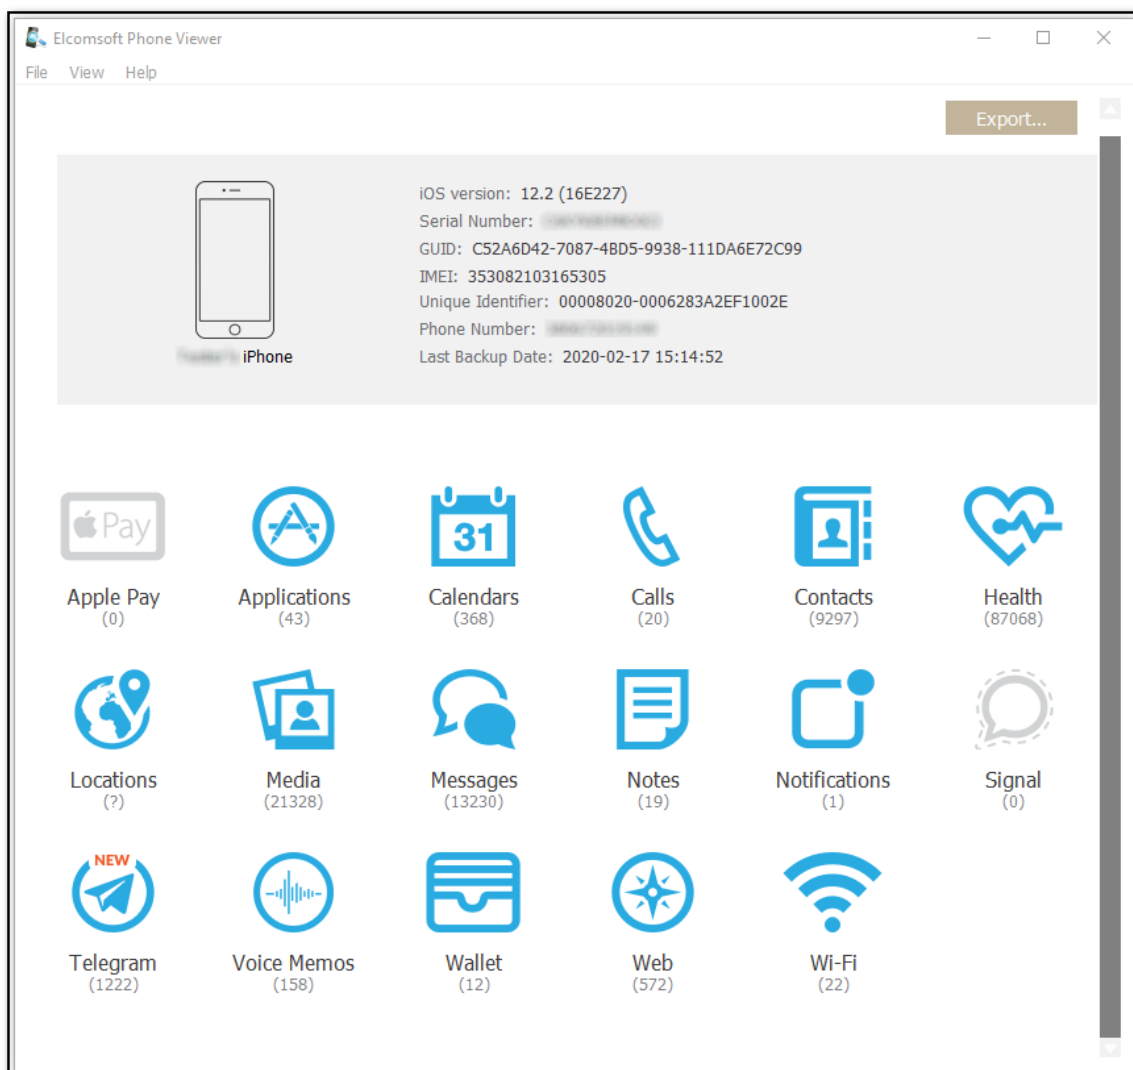 Elcomsoft Phone Viewer
File View Help
Export...
iOS version: 12.2 (16E227)
Serial Number:
GUID: C52A6D42-7087-4BD5-9938-111DA6E72C99
IMEI: 353082103165305
Unique Identifier: 00008020-0006283A2EF1002E
Phone Number:
Last Backup Date: 2020-02-17 15:14:52
iPhone
Pay
31
Apple Pay Applications Calendars Calls Contacts Health
(0) (43) (368) (20) (9297) (87068)
Locations Media Messages Notes Notifications Signal
(?) (21328) (13230) (19) (1) (0)
NEW
Telegram Voice Memos Wallet Web Wi-Fi
(1222) (158) (12) (572) (22)